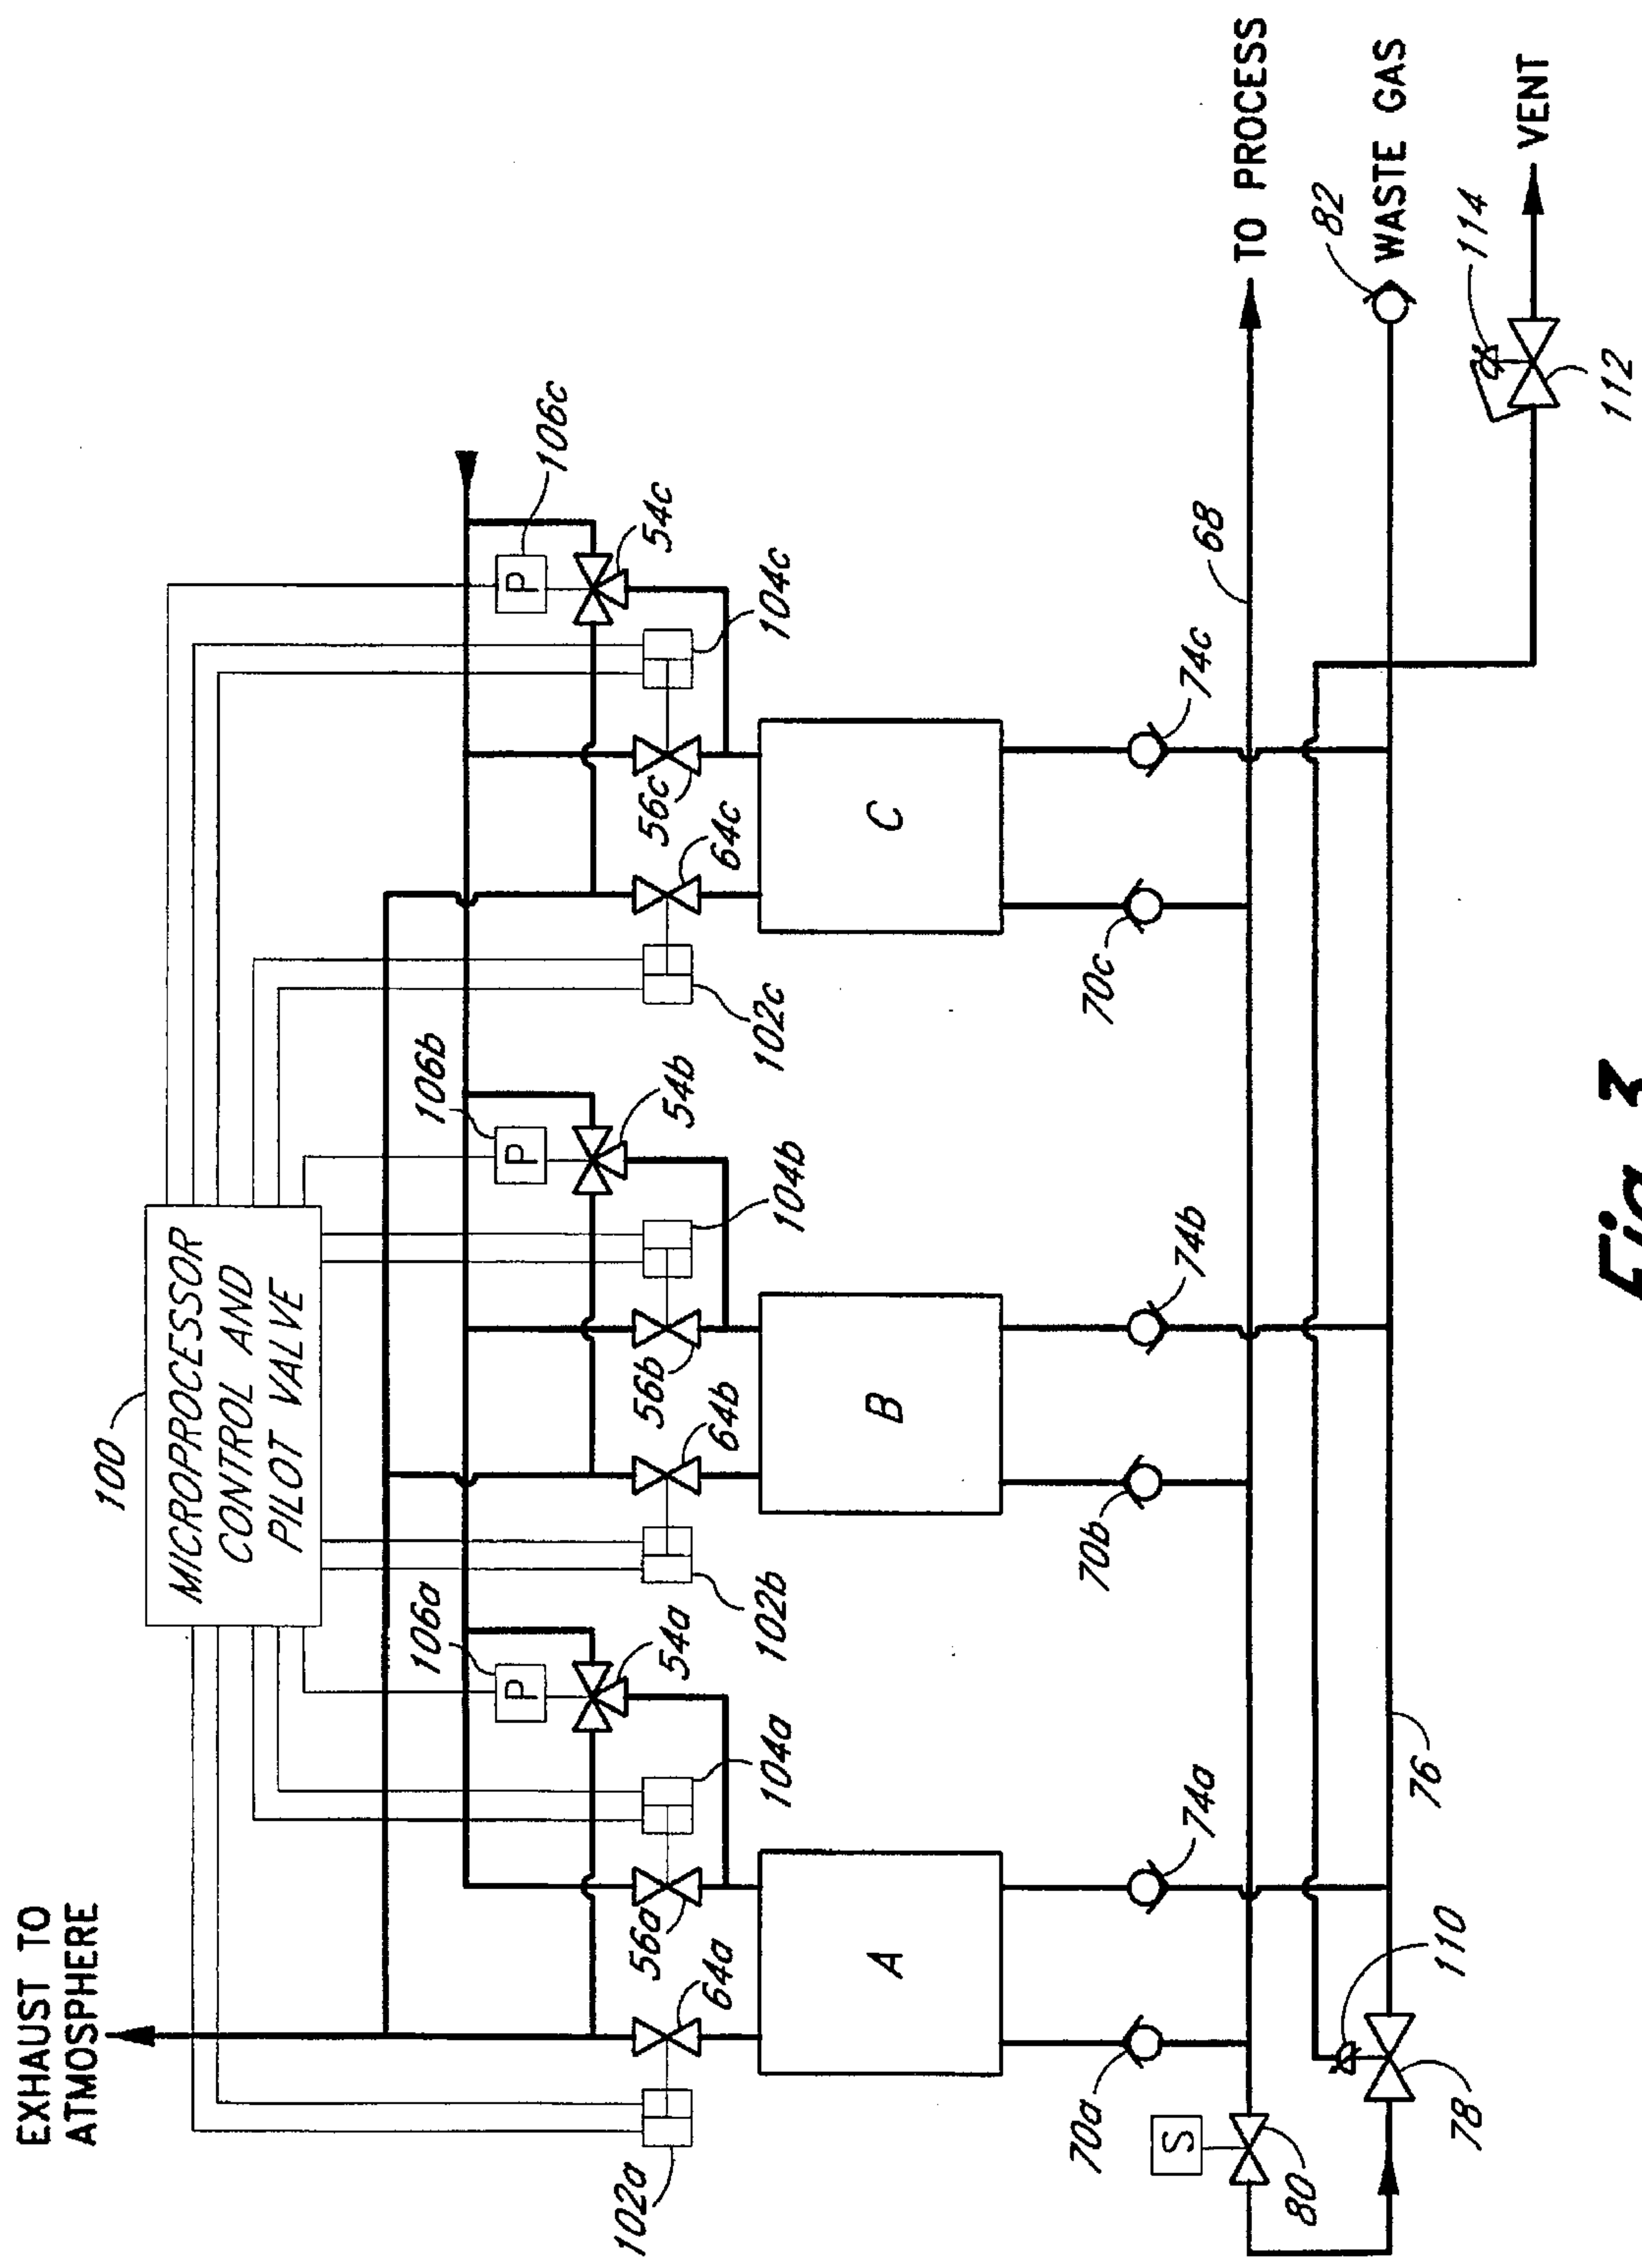 EXHAUST TO
ATMOSPHERE
100
MICROPROCESSOR
CONTROL AND
PILOT VALVE
106a
106b
106c
P
P
P
54a
54b
54c
102a
104a
102b
104b
102c
104c
64a
56a
64b
56b
64c
56c
A
B
C
70a
74a
70b
74b
70c
74c
S
80
68
TO PROCESS
110
78
76
82
WASTE GAS
114
112
VENT
Fig. 3